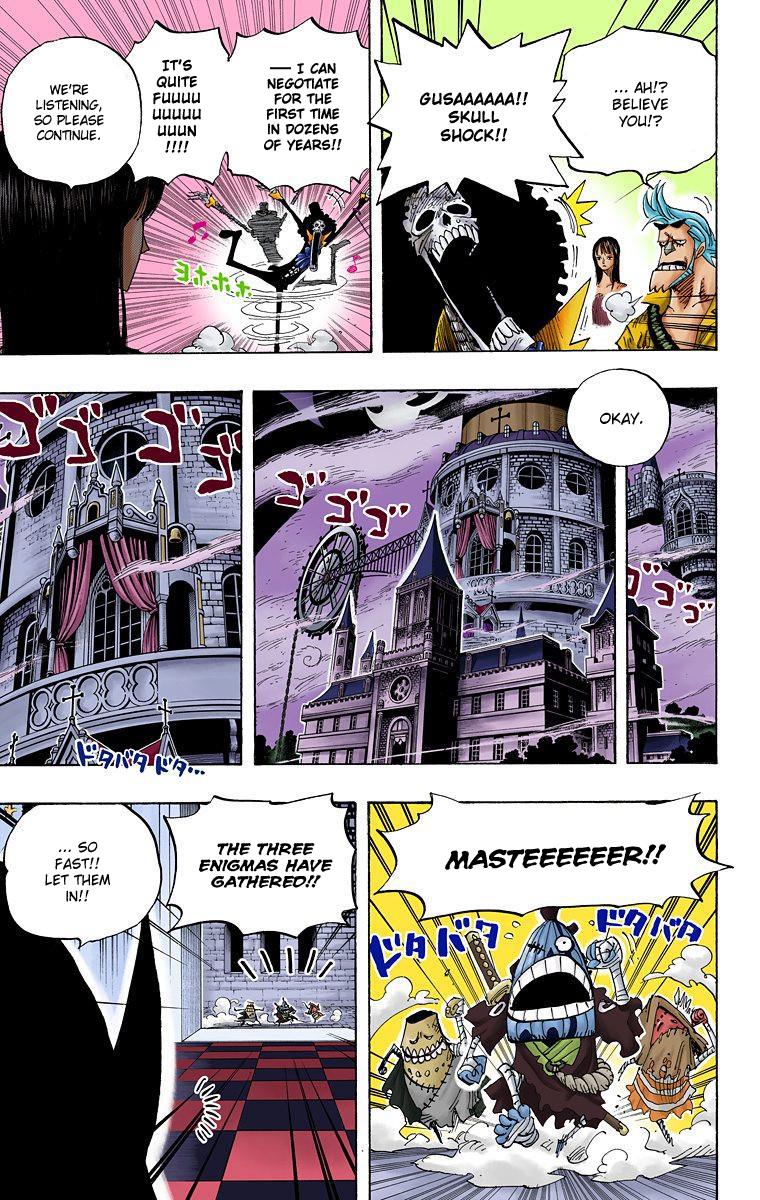 ... AH!?
BELIEVE
YOU!?
GUSAAAAAA!!
SKULL
SHOCK!!
— I CAN
NEGOTIATE
FOR THE
FIRST TIME
IN DOZENS
OF YEARS!!
IT'S
QUITE
FUUUU
UUUUU
UUUUN
!!!!
ヨホホホ
WE'RE
LISTENING,
SO PLEASE
CONTINUE.
OKAY.
ゴゴゴ
ゴゴゴ
ゴゴゴゴ
ドタバタドタ...
MASTEEEEEER!!
ドタバタ
ドタバタ
THE THREE
ENIGMAS HAVE
GATHERED!!
... SO
FAST!!
LET THEM
IN!!